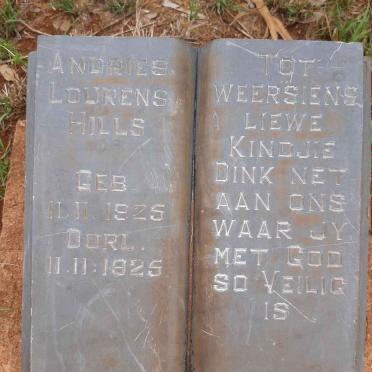 ANDRIES
LOURENS
HILLS
GEB
11.11.1925
OORL.
11.11:1925
TOT
WEERSIENS
LIEWE
KINDJIE
DINK NET
AAN ONS
WAAR JY
MET GOD
SO VEILIG
IS